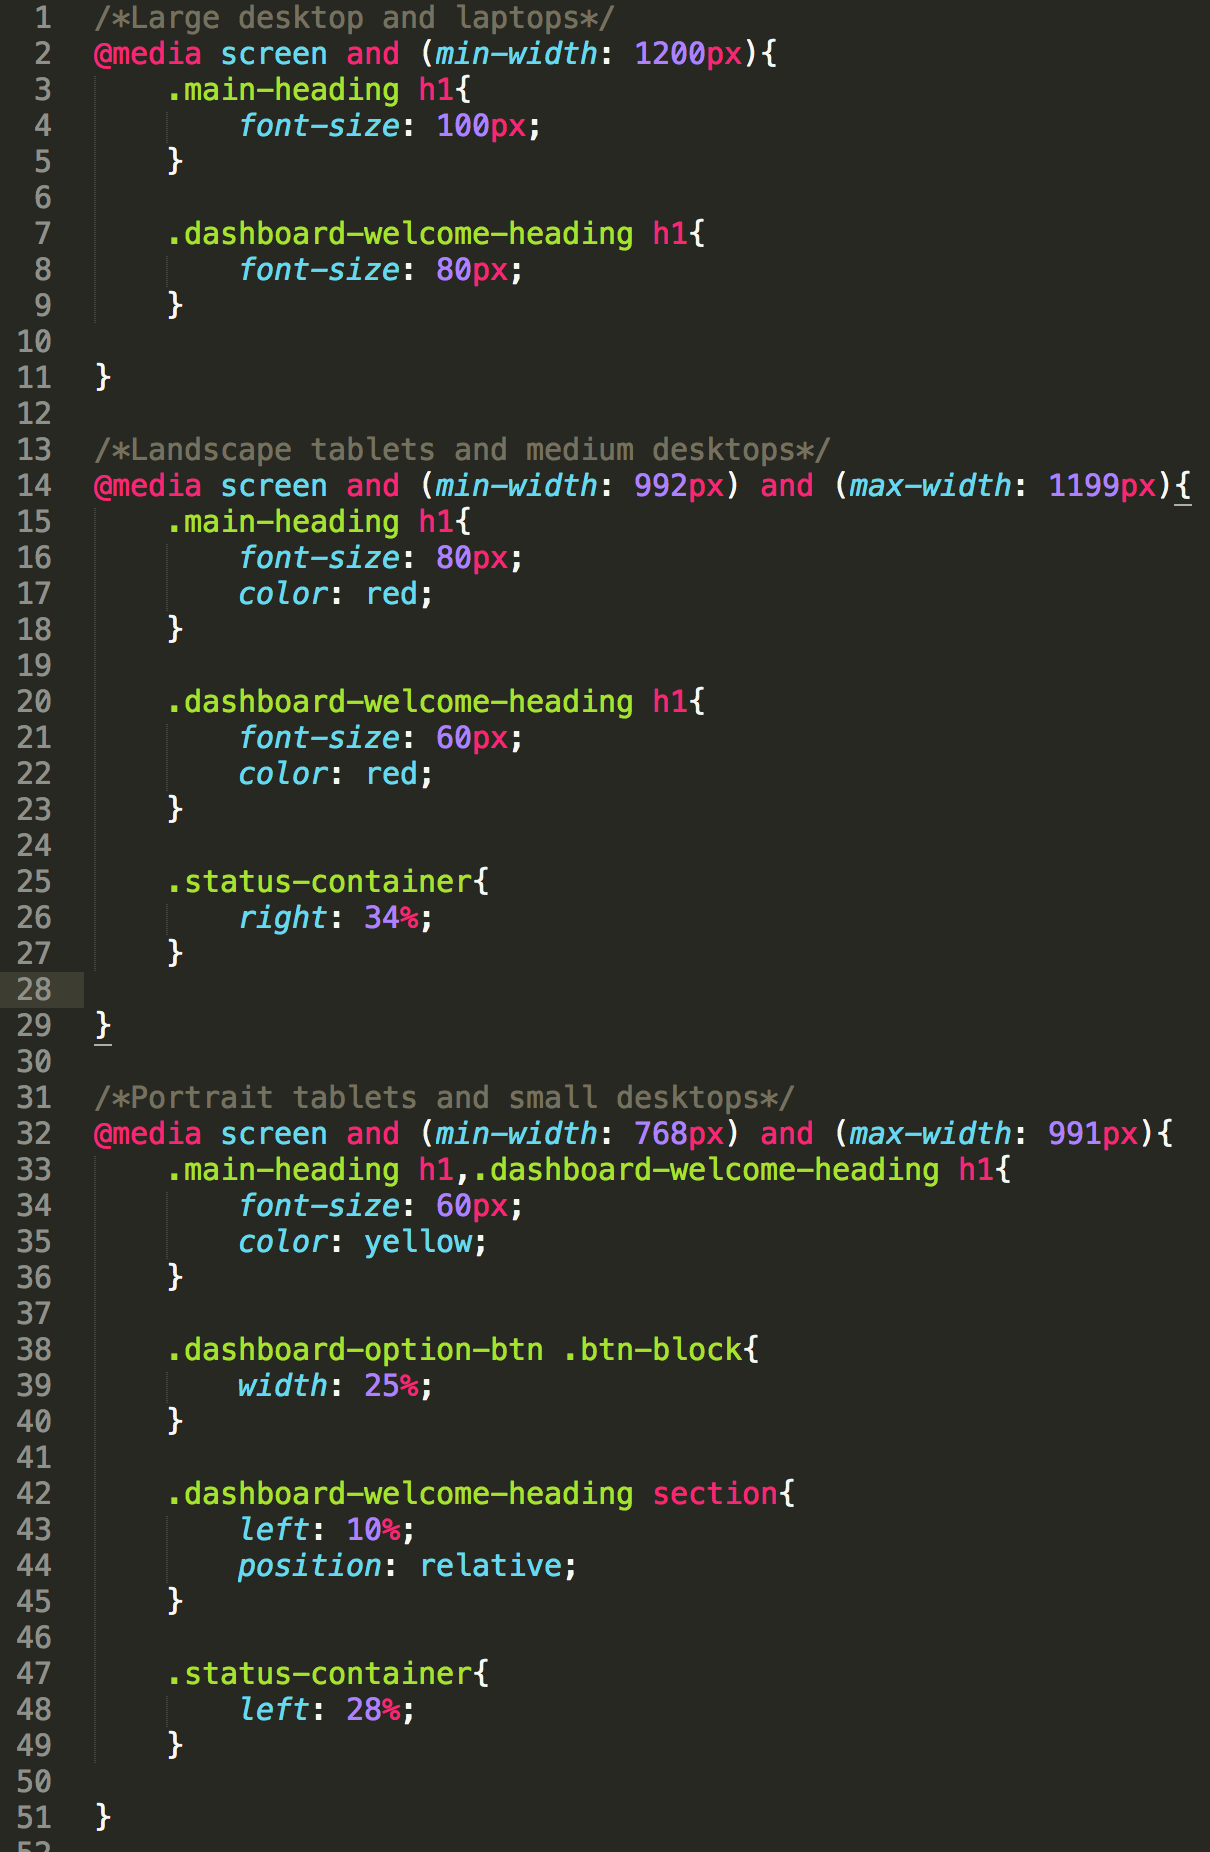 1 /*Large desktop and laptops*/
2 @media screen and (min-width: 1200px){
3 .main-heading h1{
4 font-size: 100px;
5 }
6
7 .dashboard-welcome-heading h1{
8 font-size: 80px;
9 }
10
11 }
12
13 /*Landscape tablets and medium desktops*/
14 @media screen and (min-width: 992px) and (max-width: 1199px){
15 .main-heading h1{
16 font-size: 80px;
17 color: red;
18 }
19
20 .dashboard-welcome-heading h1{
21 font-size: 60px;
22 color: red;
23 }
24
25 .status-container{
26 right: 34%;
27 }
28
29 }
30
31 /*Portrait tablets and small desktops*/
32 @media screen and (min-width: 768px) and (max-width: 991px){
33 .main-heading h1,.dashboard-welcome-heading h1{
34 font-size: 60px;
35 color: yellow;
36 }
37
38 .dashboard-option-btn .btn-block{
39 width: 25%;
40 }
41
42 .dashboard-welcome-heading section{
43 left: 10%;
44 position: relative;
45 }
46
47 .status-container{
48 left: 28%;
49 }
50
51 }
52